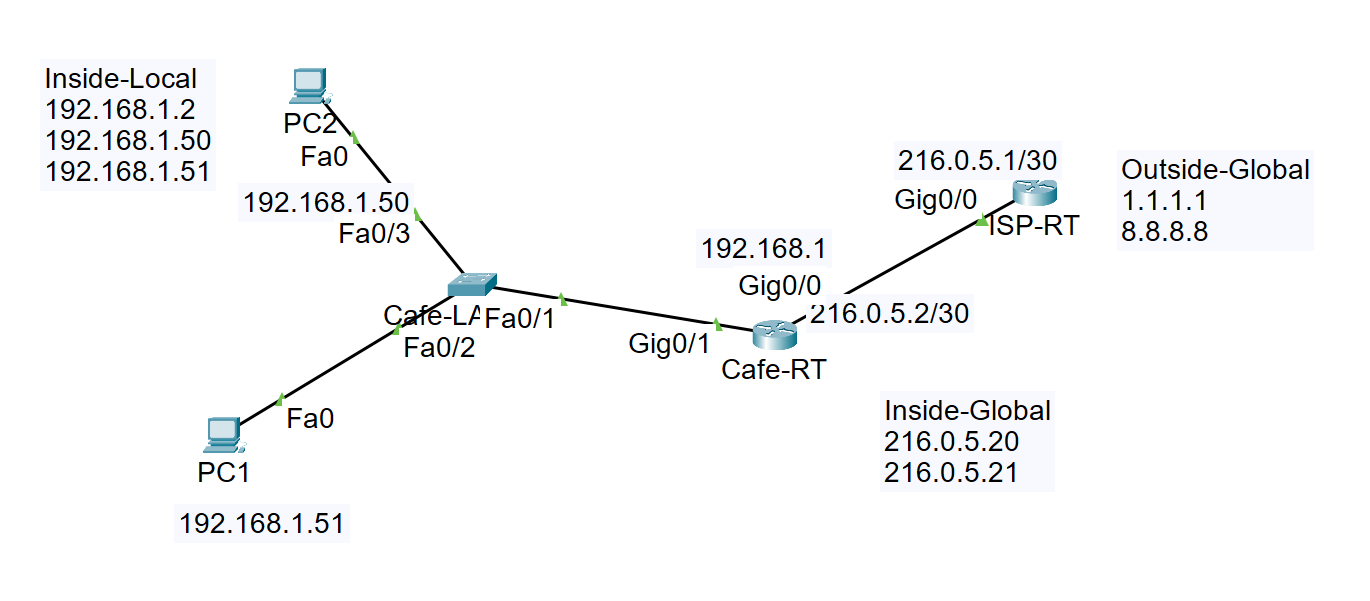 Inside-Local
192.168.1.2
192.168.1.50
192.168.1.51
PC2
Fa0
192.168.1.50
Fa0/3
Cafe-LA
Fa0/1
Fa0/2
Fa0
PC1
192.168.1.51
216.0.5.1/30
Gig0/0
ISP-RT
Outside-Global
1.1.1.1
8.8.8.8
192.168.1
Gig0/0
216.0.5.2/30
Gig0/1
Cafe-RT
Inside-Global
216.0.5.20
216.0.5.21